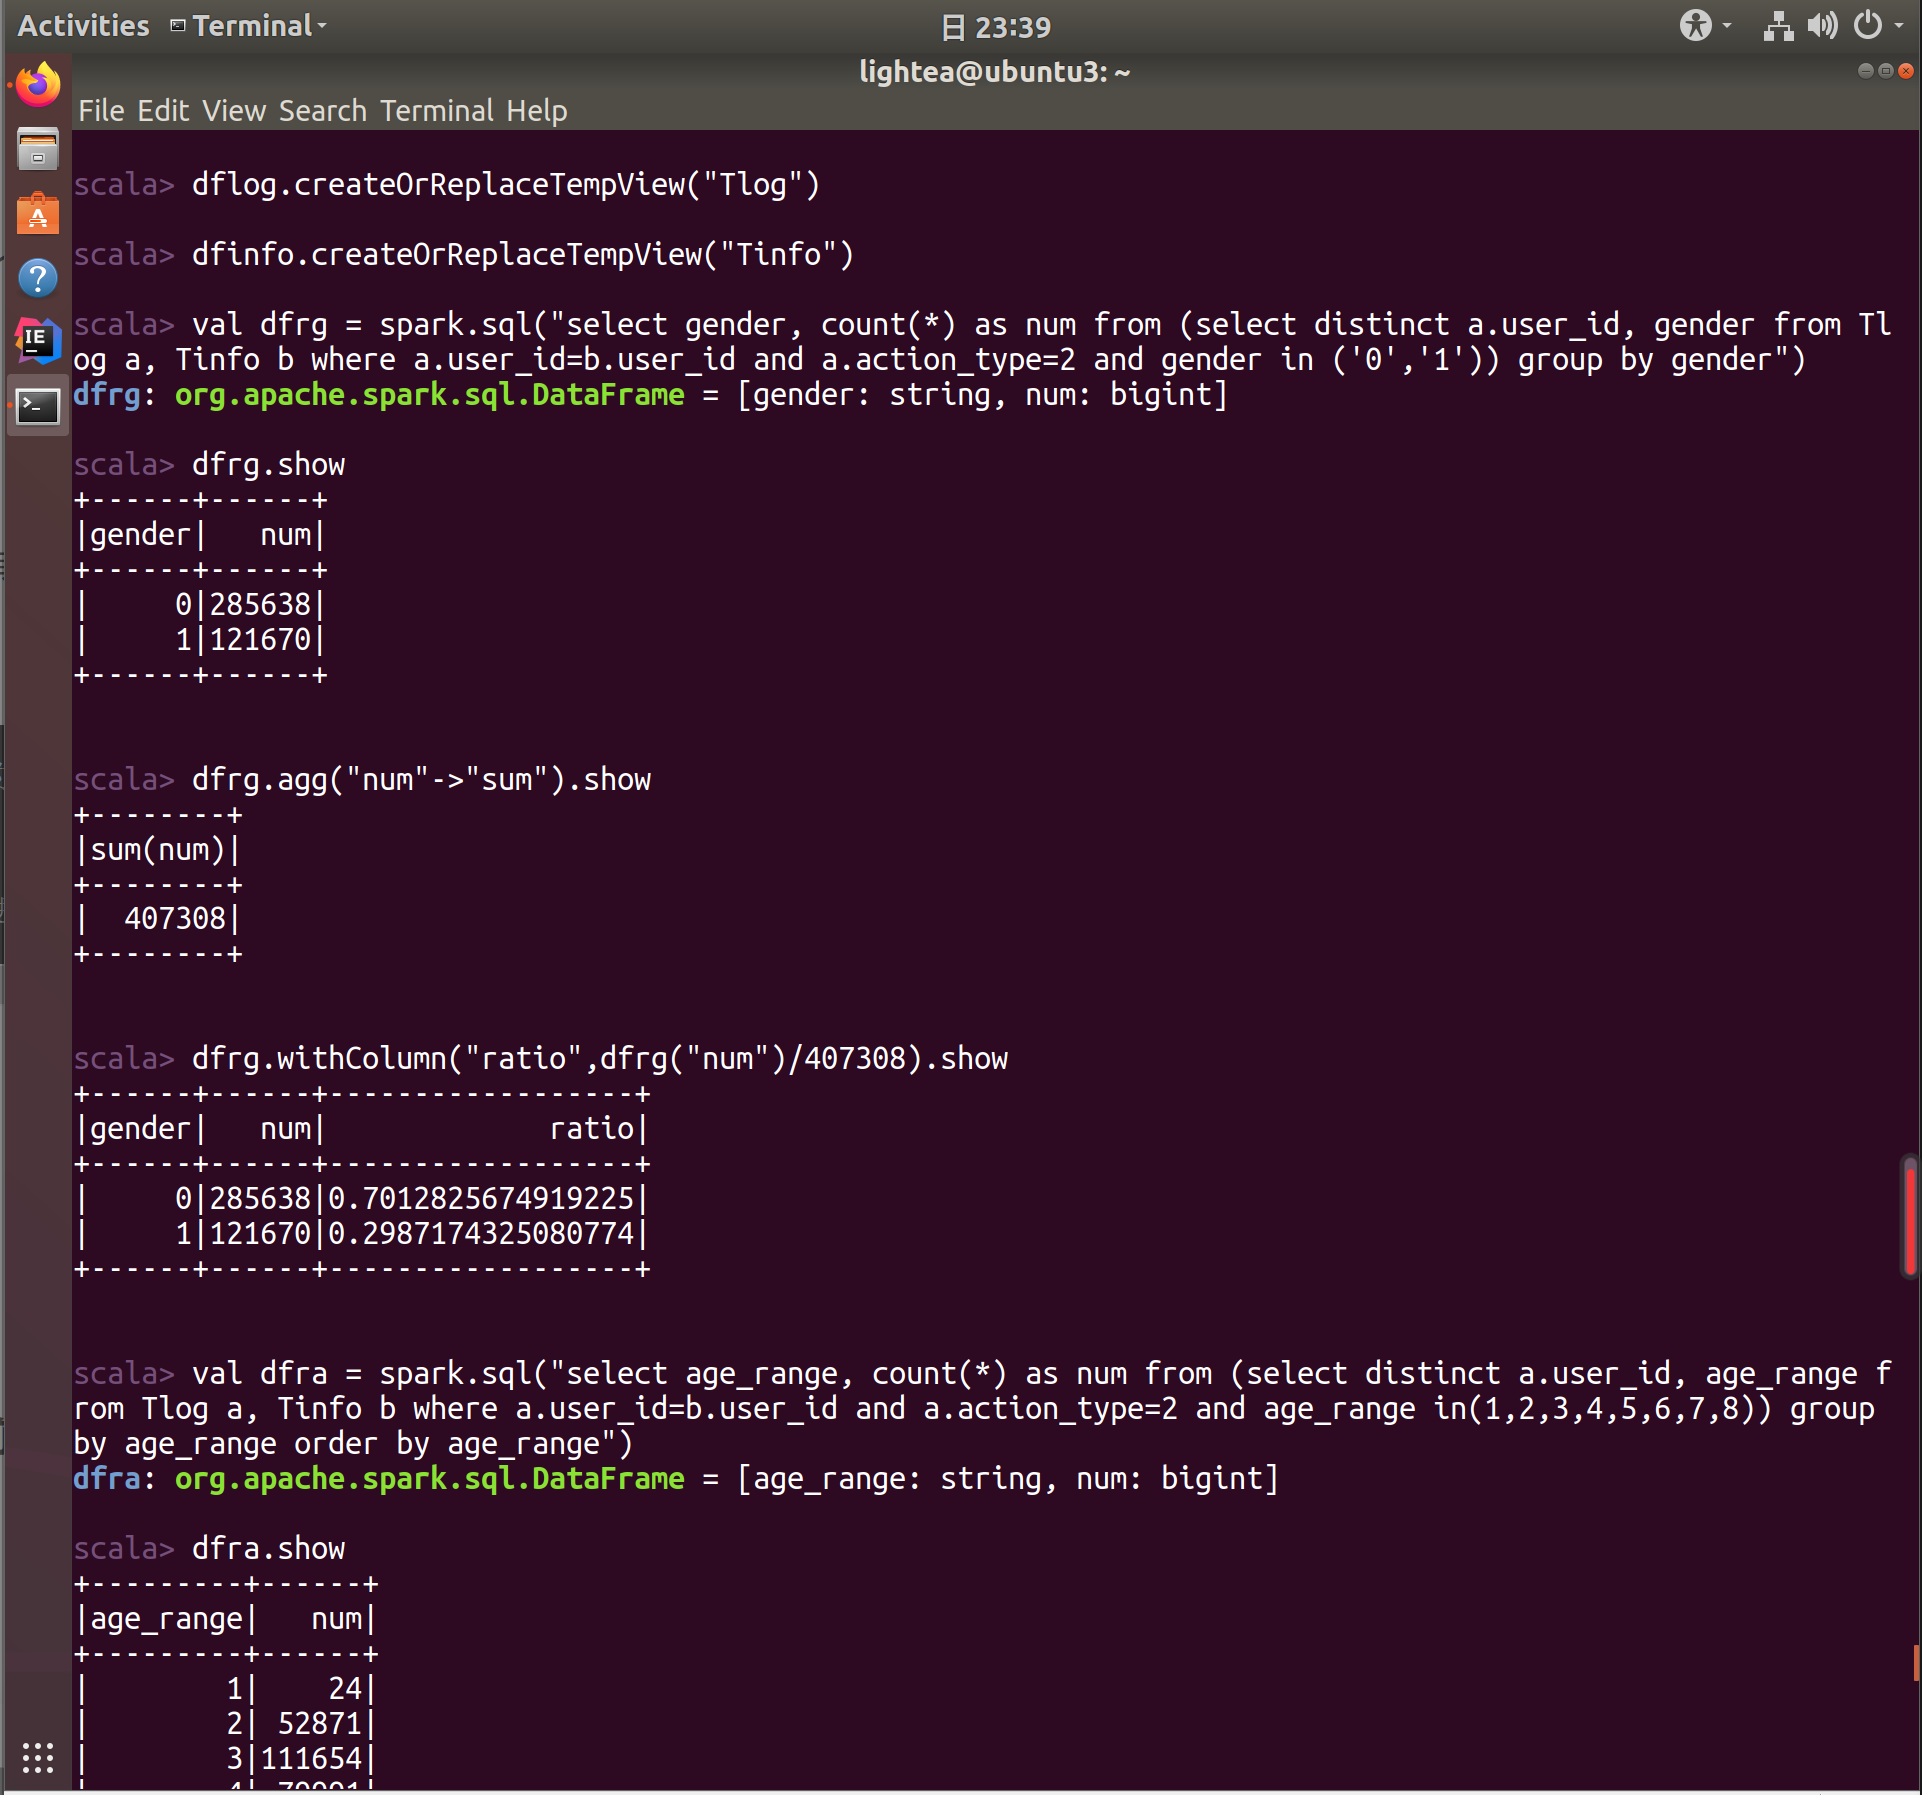 Activities Terminal 日 23:39
lightea@ubuntu3: ~
File Edit View Search Terminal Help
scala> dflog.createOrReplaceTempView("Tlog")
scala> dfinfo.createOrReplaceTempView("Tinfo")
scala> val dfrg = spark.sql("select gender, count(*) as num from (select distinct a.user_id, gender from Tl
og a, Tinfo b where a.user_id=b.user_id and a.action_type=2 and gender in ('0','1')) group by gender")
dfrg: org.apache.spark.sql.DataFrame = [gender: string, num: bigint]
scala> dfrg.show
+------+------+
|gender|   num|
+------+------+
|     0|285638|
|     1|121670|
+------+------+
scala> dfrg.agg("num"->"sum").show
+--------+
|sum(num)|
+--------+
|  407308|
+--------+
scala> dfrg.withColumn("ratio",dfrg("num")/407308).show
+------+------+------------------+
|gender|   num|             ratio|
+------+------+------------------+
|     0|285638|0.7012825674919225|
|     1|121670|0.2987174325080774|
+------+------+------------------+
scala> val dfra = spark.sql("select age_range, count(*) as num from (select distinct a.user_id, age_range f
rom Tlog a, Tinfo b where a.user_id=b.user_id and a.action_type=2 and age_range in(1,2,3,4,5,6,7,8)) group
by age_range order by age_range")
dfra: org.apache.spark.sql.DataFrame = [age_range: string, num: bigint]
scala> dfra.show
+---------+------+
|age_range|   num|
+---------+------+
|        1|    24|
|        2| 52871|
|        3|111654|